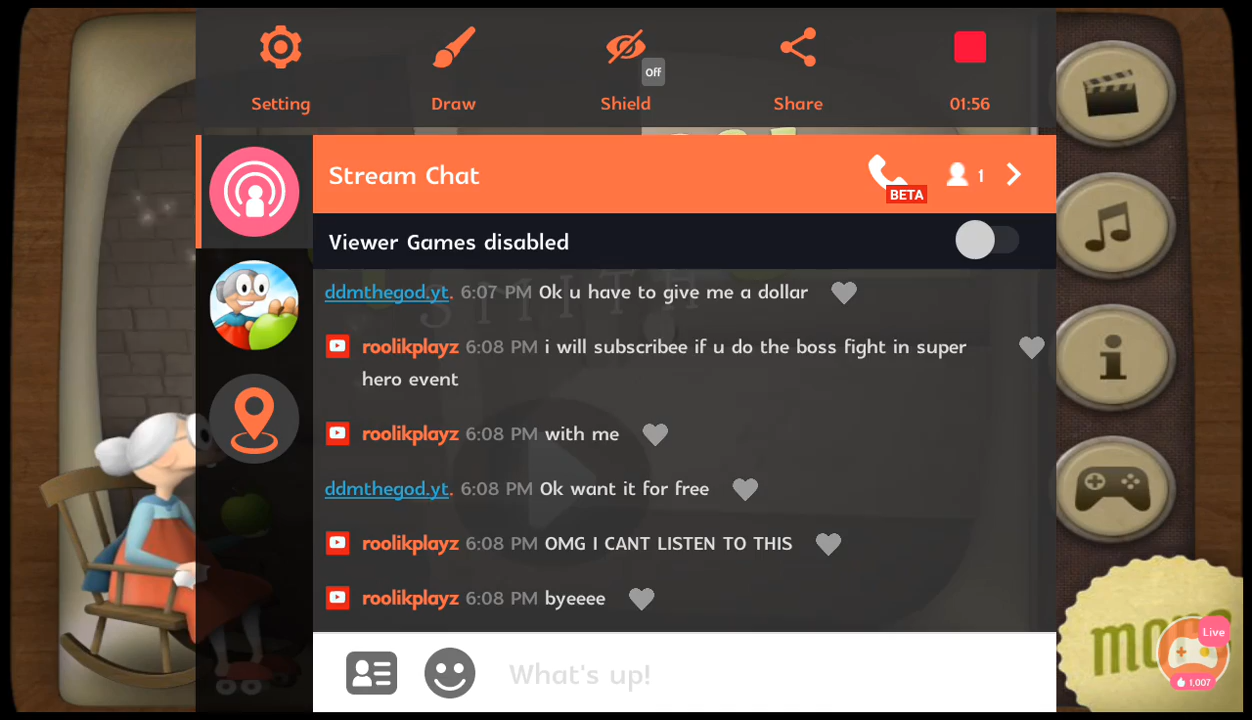 Off
Setting
Draw
Shield
Share
01:56
Stream Chat
BETA
1
Viewer Games disabled
SMITH
ddmthegod.yt. 6:07 PM Ok u have to give me a dollar
roolikplayz 6:08 PM i will subscribee if u do the boss fight in super
hero event
roolikplayz 6:08 PM with me
ddmthegod.yt. 6:08 PM Ok want it for free
roolikplayz 6:08 PM OMG I CANT LISTEN TO THIS
roolikplayz 6:08 PM byeeee
What's up!
Live
1,007